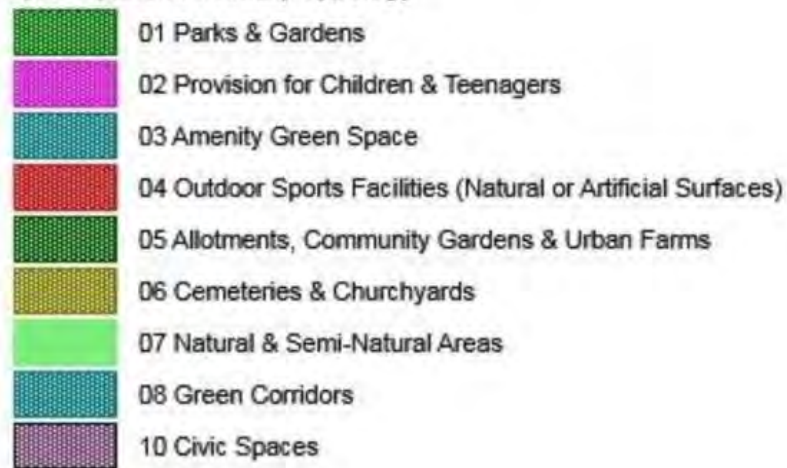 01 Parks & Gardens
02 Provision for Children & Teenagers
03 Amenity Green Space
04 Outdoor Sports Facilities (Natural or Artificial Surfaces)
05 Allotments, Community Gardens & Urban Farms
06 Cemeteries & Churchyards
07 Natural & Semi-Natural Areas
08 Green Corridors
10 Civic Spaces